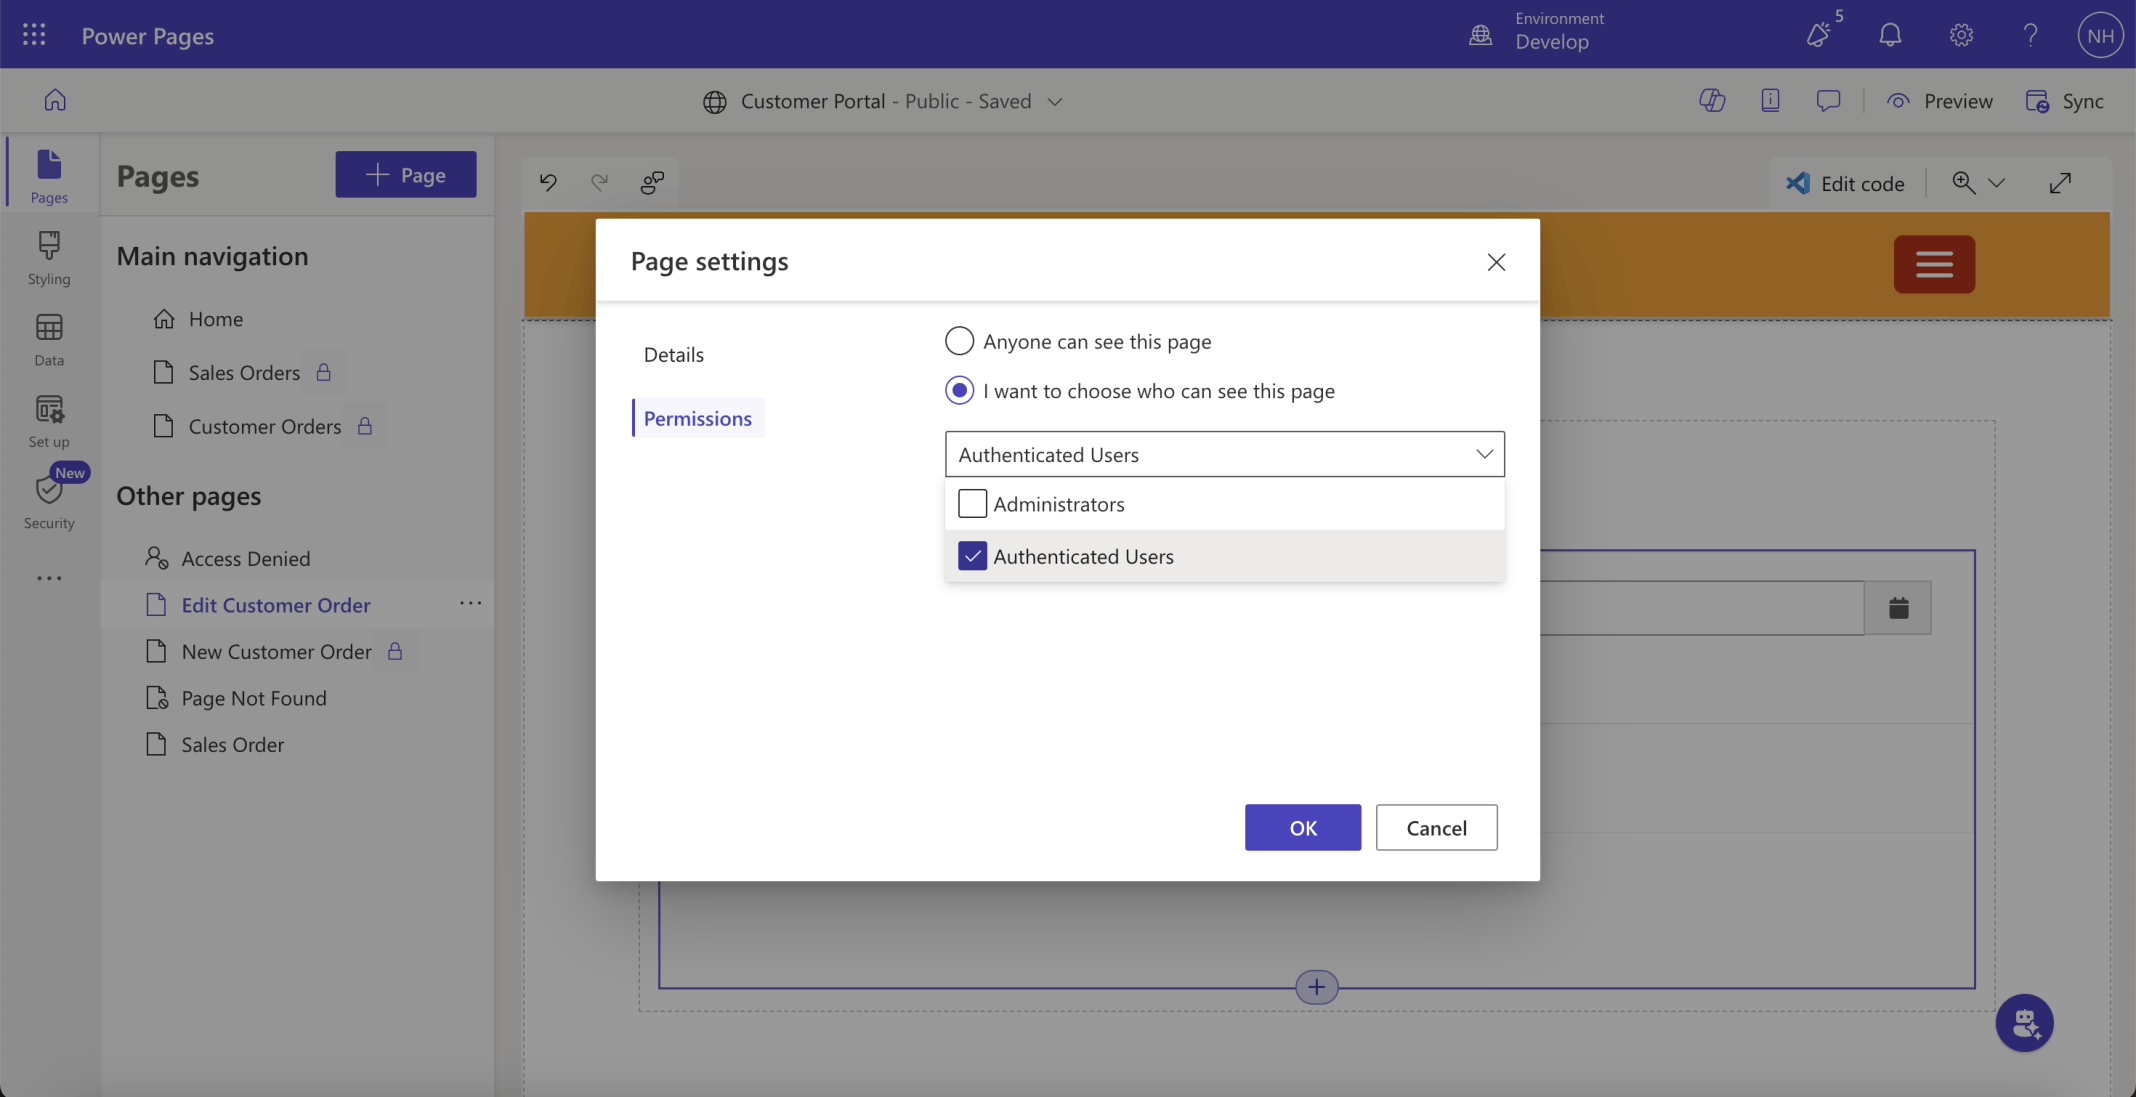 Power Pages
Environment
Develop
5
NH
Customer Portal - Public - Saved
Preview
Sync
Pages
Styling
Data
Set up
New
Security
Pages
Page
Main navigation
Home
Sales Orders
Customer Orders
Other pages
Access Denied
Edit Customer Order
New Customer Order
Page Not Found
Sales Order
Edit code
Page settings
Details
Permissions
Anyone can see this page
I want to choose who can see this page
Authenticated Users
Administrators
Authenticated Users
OK
Cancel